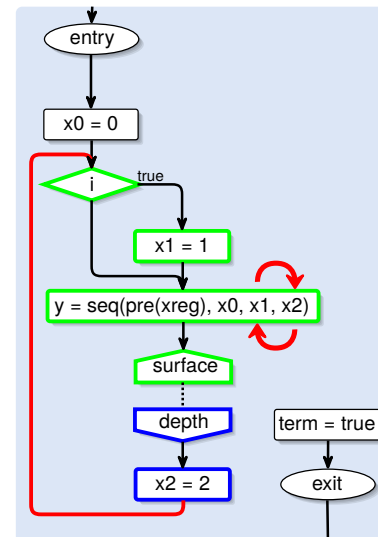 entry
x0 = 0
i
true
x1 = 1
y = seq(pre(xreg), x0, x1, x2)
surface
depth
term = true
x2 = 2
exit